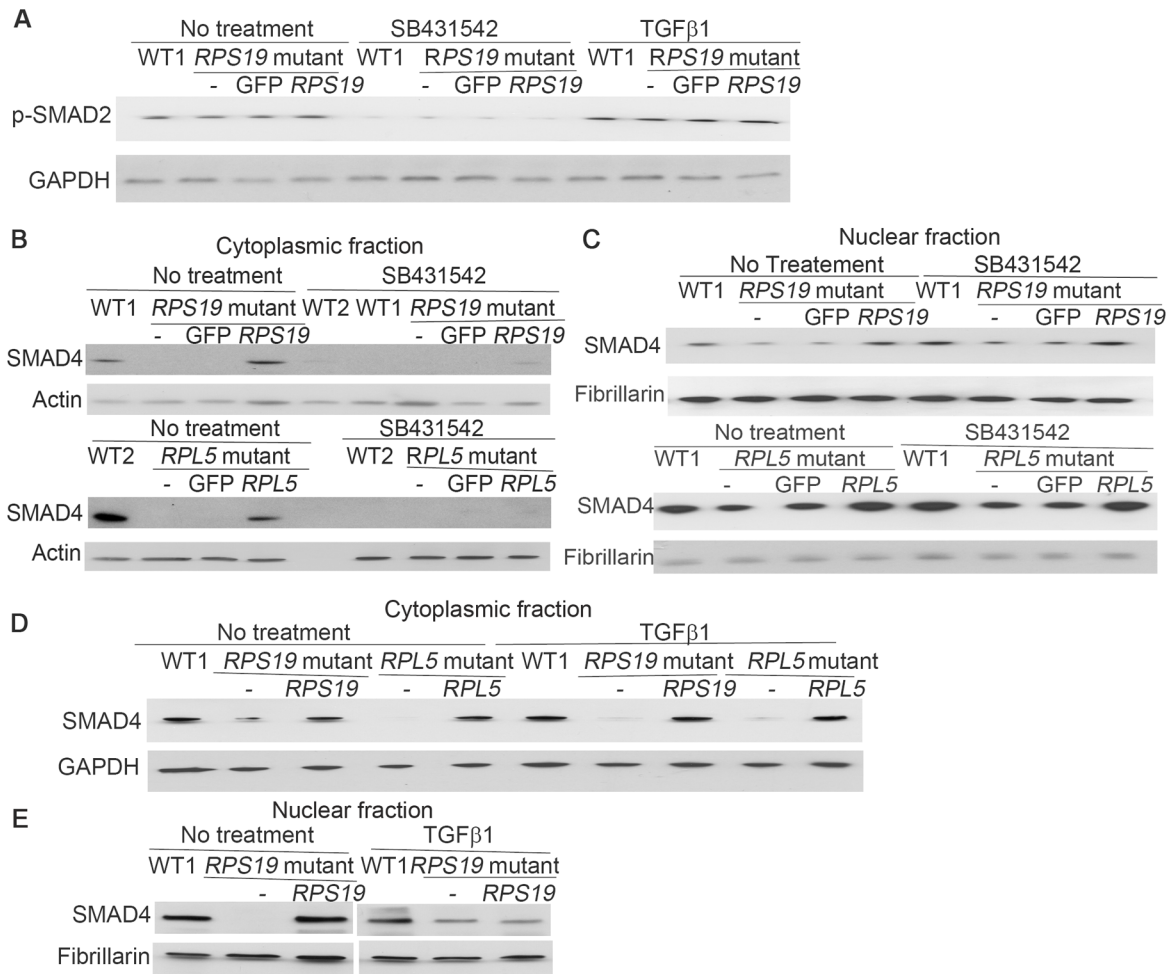 A
No treatment SB431542 TGFβ1
WT1 RPS19 mutant WT1 RPS19 mutant WT1 RPS19 mutant
- GFP RPS19 - GFP RPS19 - GFP RPS19
p-SMAD2
GAPDH
B
Cytoplasmic fraction
No treatment SB431542
WT1 RPS19 mutant WT2 WT1 RPS19 mutant
- GFP RPS19 - GFP RPS19
SMAD4
Actin
No treatment SB431542
WT2 RPL5 mutant WT2 RPL5 mutant
- GFP RPL5 - GFP RPL5
SMAD4
Actin
C
Nuclear fraction
No Treatement SB431542
WT1 RPS19 mutant WT1 RPS19 mutant
- GFP RPS19 - GFP RPS19
SMAD4
Fibrillarin
No treatment SB431542
WT1 RPL5 mutant WT1 RPL5 mutant
- GFP RPL5 - GFP RPL5
SMAD4
Fibrillarin
D
Cytoplasmic fraction
No treatment TGFβ1
WT1 RPS19 mutant RPL5 mutant WT1 RPS19 mutant RPL5 mutant
- RPS19 - RPL5 - RPS19 - RPL5
SMAD4
GAPDH
E
Nuclear fraction
No treatment TGFβ1
WT1 RPS19 mutant WT1 RPS19 mutant
- RPS19 - RPS19
SMAD4
Fibrillarin